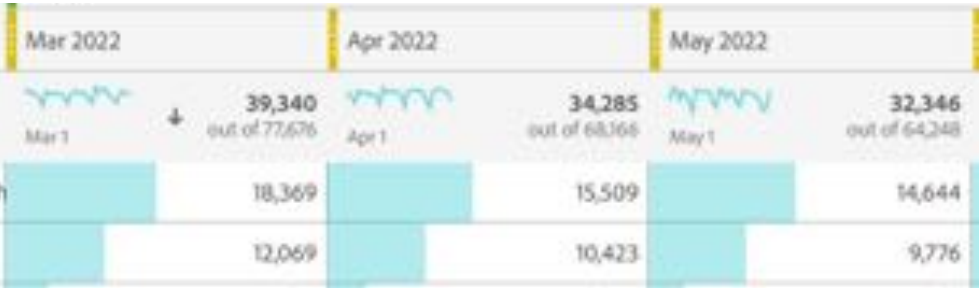 Mar 2022 Apr 2022 May 2022
39,340 34,285 32,346
Mar 1 out of 77,676 Apr 1 out of 68,166 May 1 out of 64,248
18,369 15,509 14,644
12,069 10,423 9,776